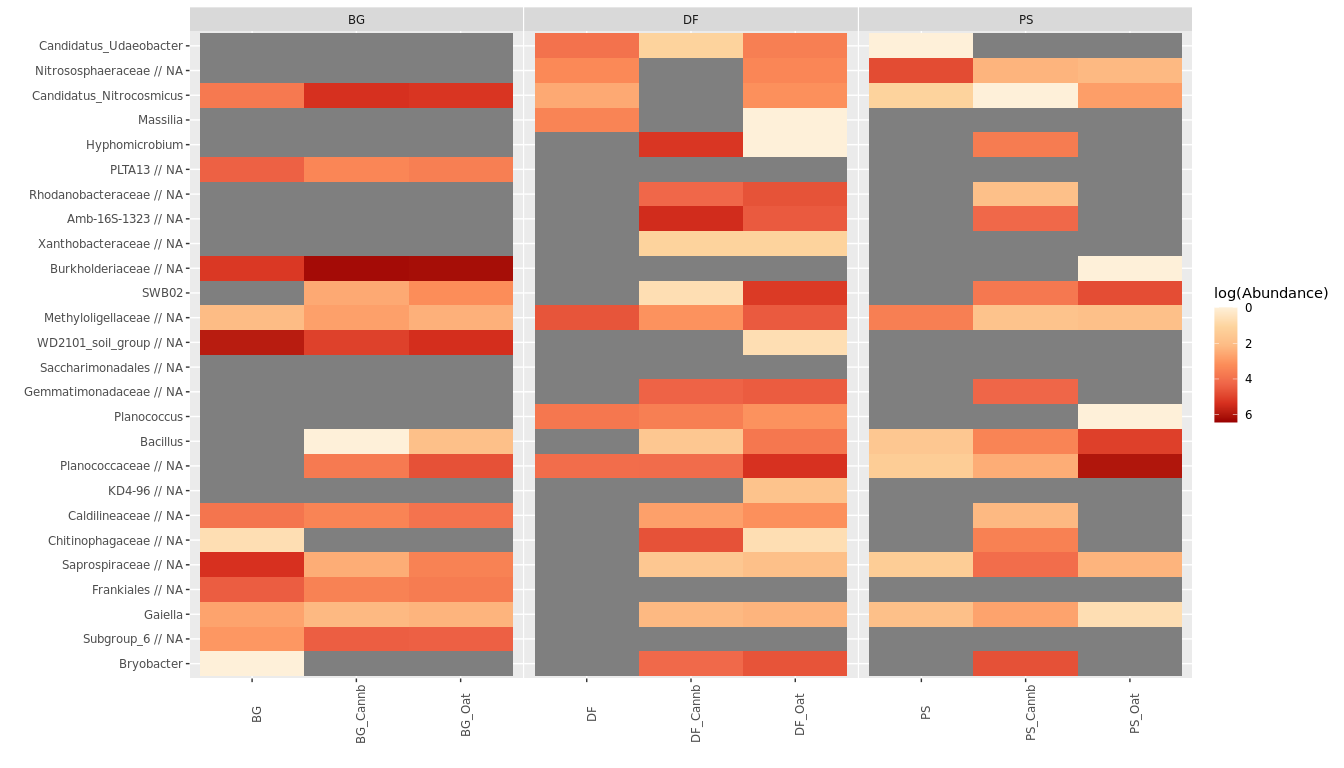 BG DF PS
Candidatus_Udaeobacter
Nitrososphaeraceae // NA
Candidatus_Nitrocosmicus
Massilia
Hyphomicrobium
PLTA13 // NA
Rhodanobacteraceae // NA
Amb-16S-1323 // NA
Xanthobacteraceae // NA
Burkholderiaceae // NA
SWB02
Methyloligellaceae // NA
WD2101_soil_group // NA
Saccharimonadales // NA
Gemmatimonadaceae // NA
Planococcus
Bacillus
Planococcaceae // NA
KD4-96 // NA
Caldilineaceae // NA
Chitinophagaceae // NA
Saprospiraceae // NA
Frankiales // NA
Gaiella
Subgroup_6 // NA
Bryobacter
BG
BG_Cannb
BG_Oat
DF
DF_Cannb
DF_Oat
PS
PS_Cannb
PS_Oat
log(Abundance)
0
2
4
6